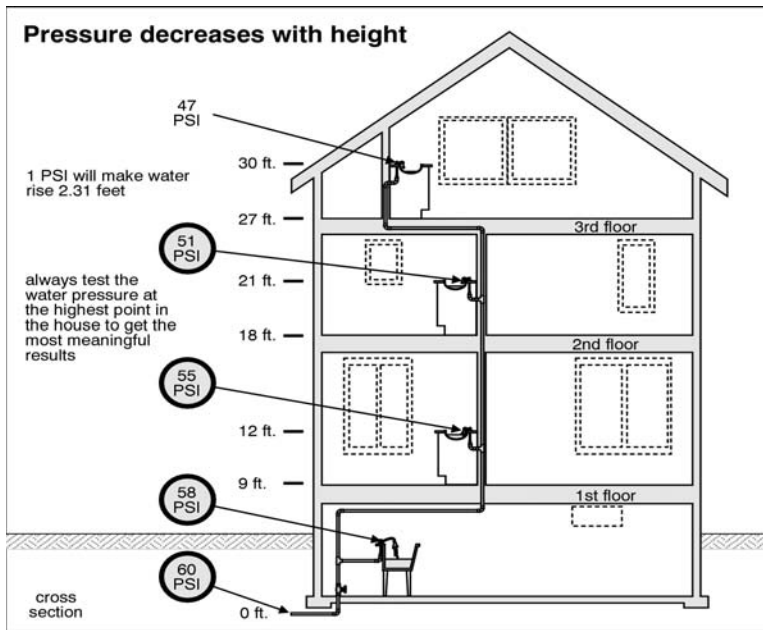 Pressure decreases with height
47
PSI
30 ft.
1 PSI will make water
rise 2.31 feet
27 ft.
3rd floor
51
PSI
21 ft.
always test the
water pressure at
the highest point in
the house to get the
most meaningful
results
18 ft.
2nd floor
55
PSI
12 ft.
9 ft.
1st floor
58
PSI
60
PSI
0 ft.
cross
section